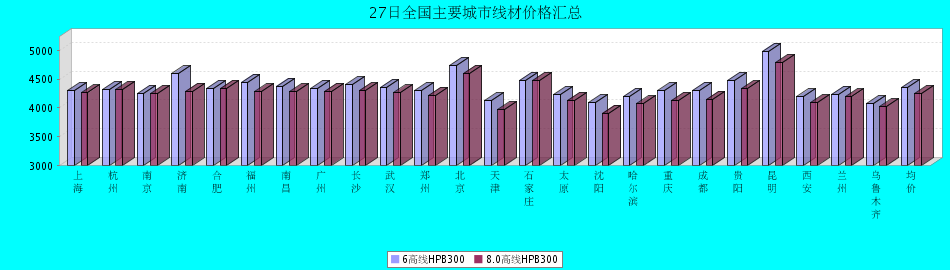 27日全国主要城市线材价格汇总
5000
4500
4000
3500
3000
上海 杭州 南京 济南 合肥 福州 南昌 广州 长沙 武汉 郑州 北京 天津 石家庄 太原 沈阳 哈尔滨 重庆 成都 贵阳 昆明 西安 兰州 乌鲁木齐 均价
6高线HPB300 8.0高线HPB300